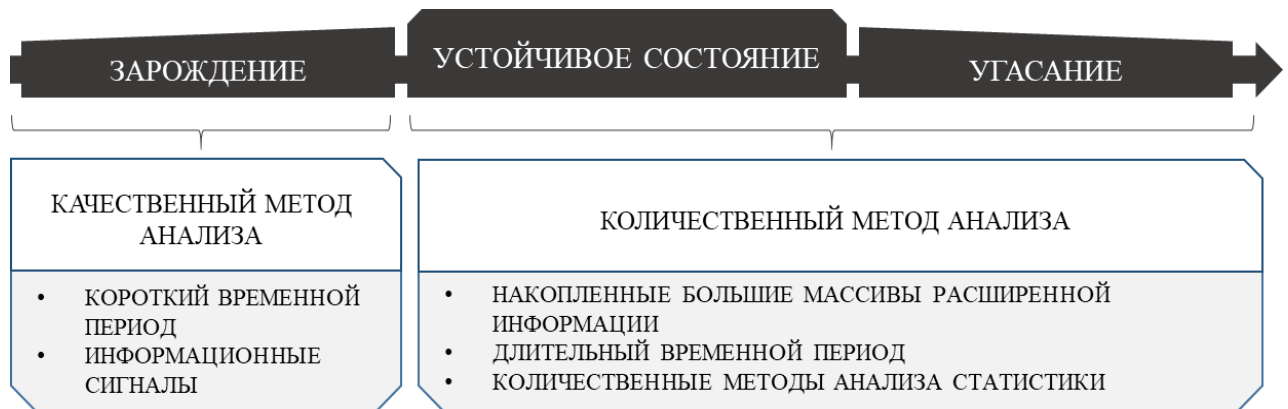 ЗАРОЖДЕНИЕ
УСТОЙЧИВОЕ СОСТОЯНИЕ
УГАСАНИЕ
КАЧЕСТВЕННЫЙ МЕТОД
АНАЛИЗА
• КОРОТКИЙ ВРЕМЕННОЙ
ПЕРИОД
• ИНФОРМАЦИОННЫЕ
СИГНАЛЫ
КОЛИЧЕСТВЕННЫЙ МЕТОД АНАЛИЗА
• НАКОПЛЕННЫЕ БОЛЬШИЕ МАССИВЫ РАСШИРЕННОЙ
ИНФОРМАЦИИ
• ДЛИТЕЛЬНЫЙ ВРЕМЕННОЙ ПЕРИОД
• КОЛИЧЕСТВЕННЫЕ МЕТОДЫ АНАЛИЗА СТАТИСТИКИ